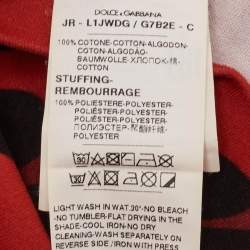 DOLCE & GABBANA
JR - L1JWDG / G7B2E - C
100% COTONE-COTTON-ALGODON-
COTON-ALGODÃO-
BAUMWOLLE-ХЛОПОК-棉
-COTTON
STUFFING-
REMBOURRAGE
100% POLIESTERE-POLYESTER-
POLYESTER-POLYESTER-
POLIÉSTER-POLYESTER-
ПОЛИЭСТЕР-聚酯纤维
-POLYESTER
30
LIGHT WASH IN WAT.30°-NO BLEACH
-NO TUMBLER-FLAT DRYING IN THE
SHADE-COOL IRON-NO DRY
CLEANING-WASH SEPARATELY ON
REVERSE SIDE / IRON WITH PRESS